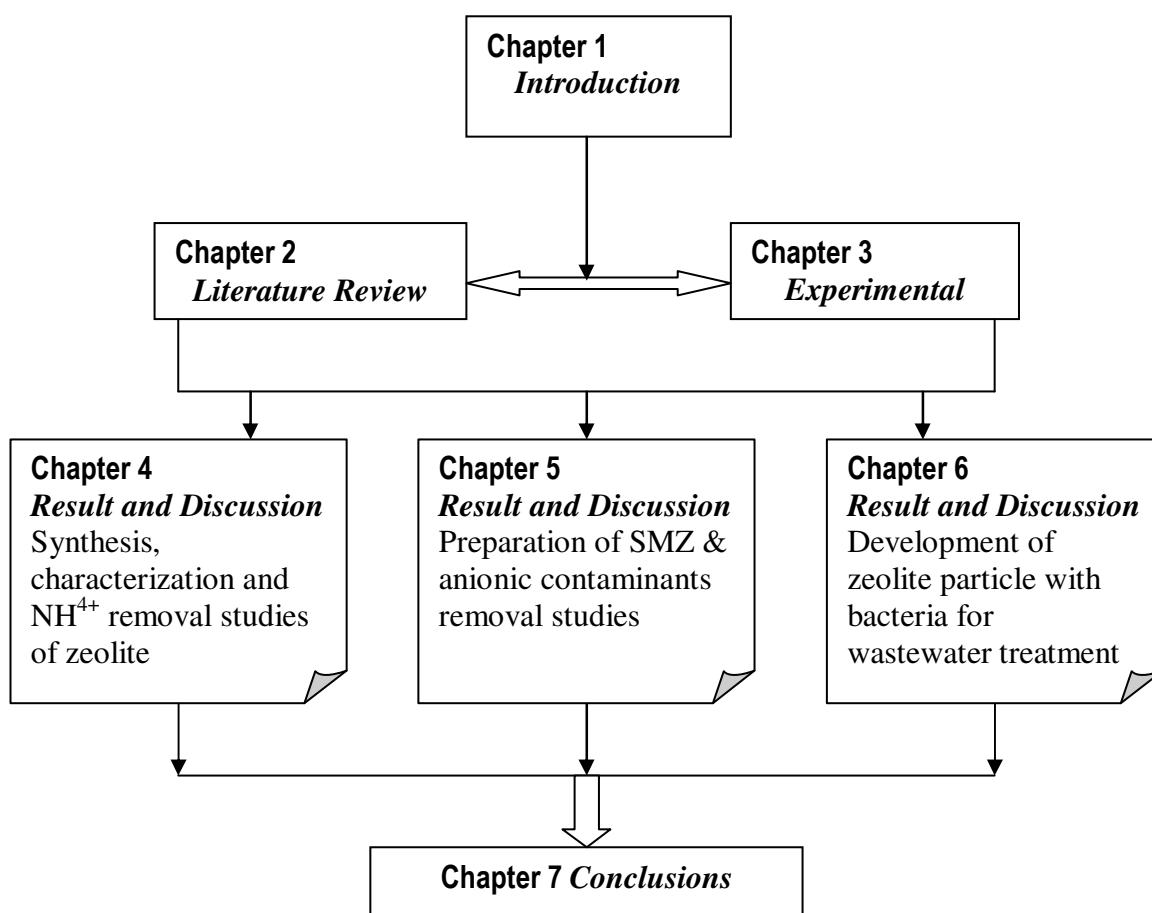 Chapter 1
Introduction
Chapter 2
Literature Review
Chapter 3
Experimental
Chapter 4
Result and Discussion
Synthesis,
characterization and
NH⁴⁺ removal studies
of zeolite
Chapter 5
Result and Discussion
Preparation of SMZ &
anionic contaminants
removal studies
Chapter 6
Result and Discussion
Development of
zeolite particle with
bacteria for
wastewater treatment
Chapter 7 Conclusions